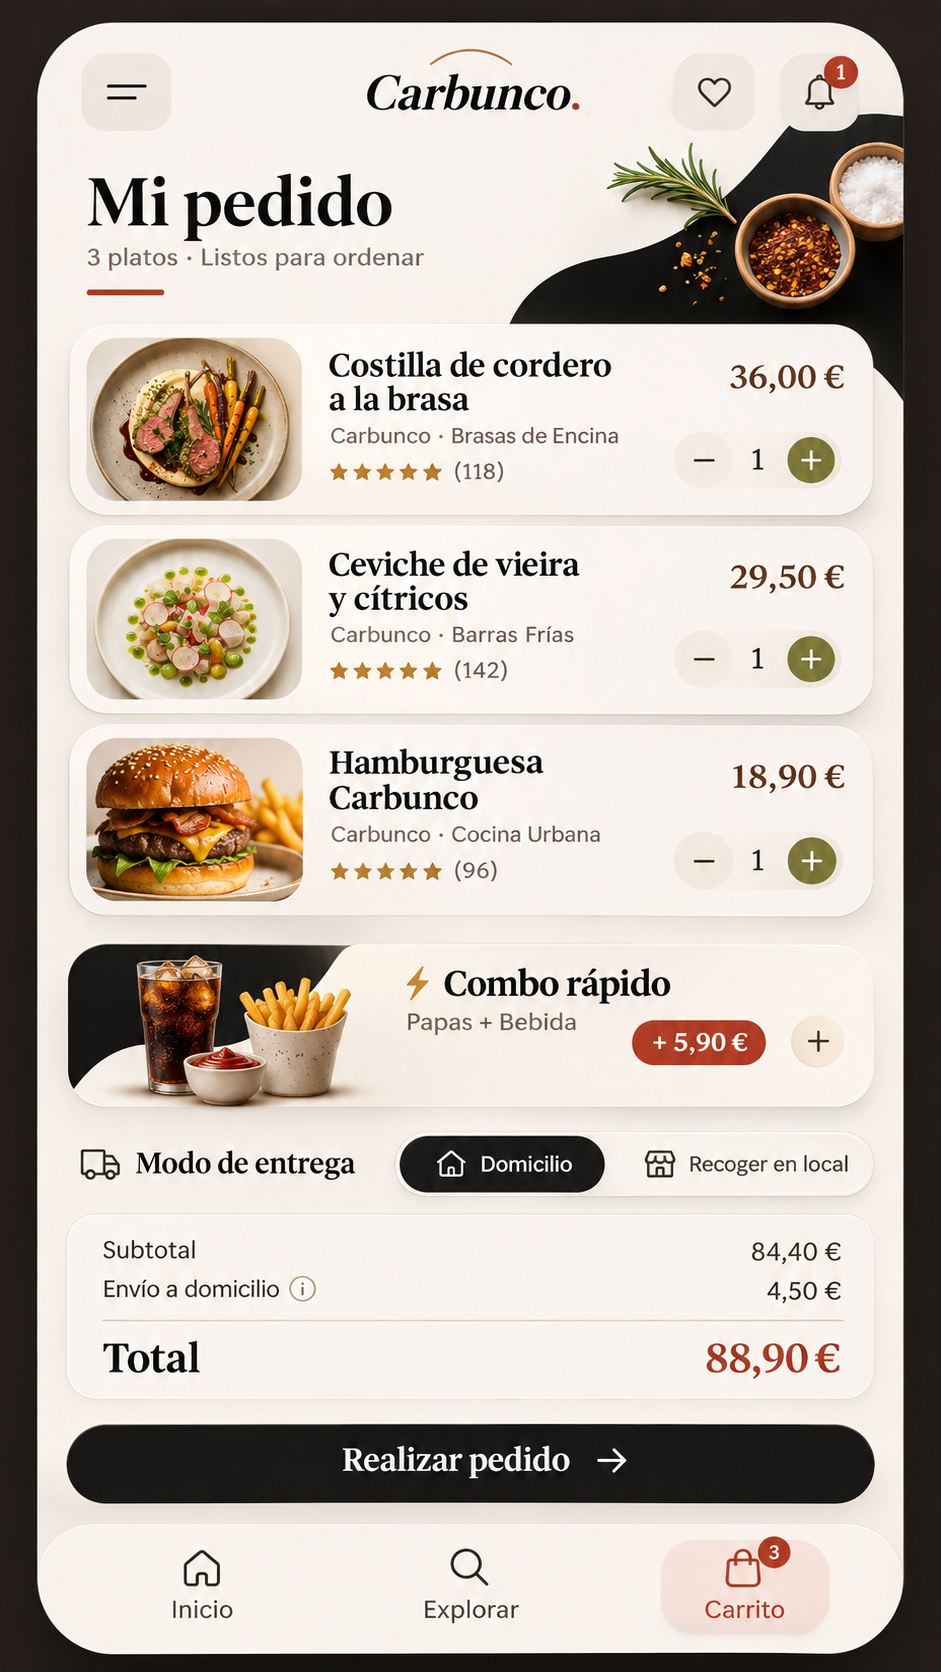 Carbunco.
1
Mi pedido
3 platos · Listos para ordenar
Costilla de cordero
a la brasa
36,00 €
Carbunco · Brasas de Encina
(118)
1
Ceviche de vieira
y cítricos
29,50 €
Carbunco · Barras Frías
(142)
1
Hamburguesa
Carbunco
18,90 €
Carbunco · Cocina Urbana
(96)
1
Combo rápido
Papas + Bebida
+ 5,90 €
Modo de entrega
Domicilio
Recoger en local
Subtotal
84,40 €
Envío a domicilio
4,50 €
Total
88,90 €
Realizar pedido →
Inicio
Explorar
3
Carrito